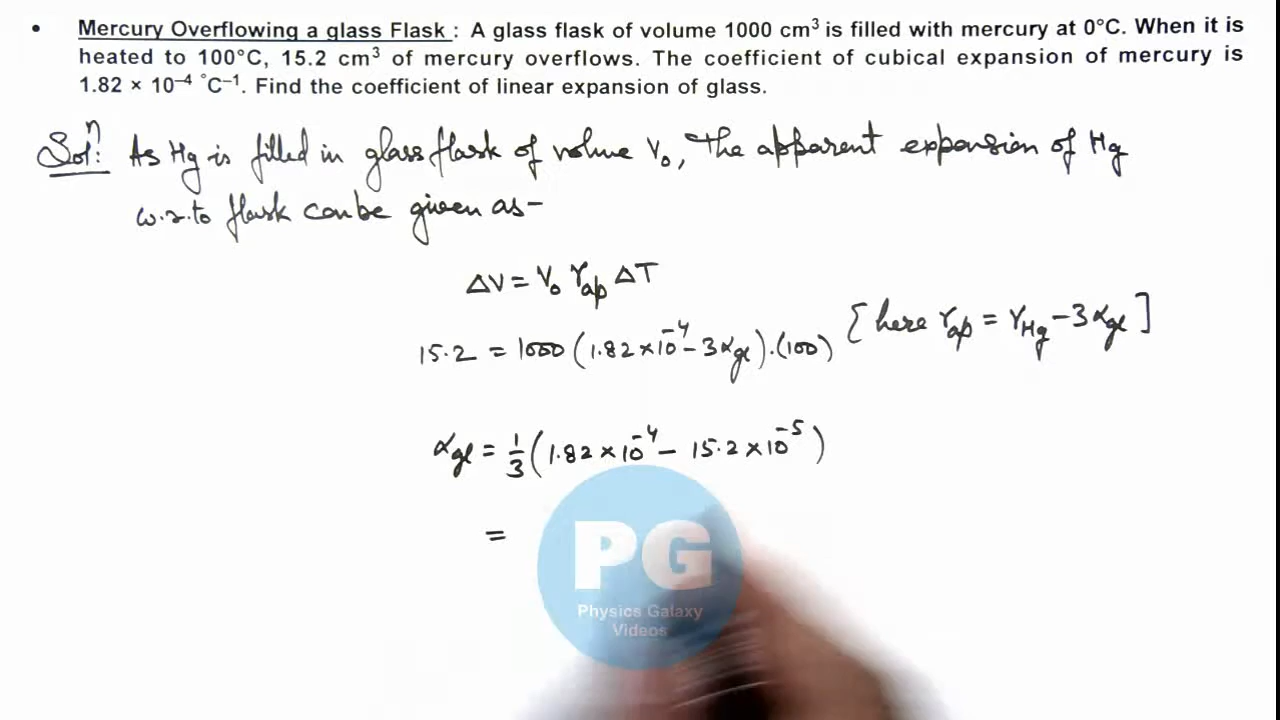 • Mercury Overflowing a glass Flask : A glass flask of volume 1000 cm³ is filled with mercury at 0°C. When it is
heated to 100°C, 15.2 cm³ of mercury overflows. The coefficient of cubical expansion of mercury is
1.82 × 10⁻⁴ °C⁻¹. Find the coefficient of linear expansion of glass.
Solⁿ: As Hg is filled in glass flask of volume V₀, The apparent expansion of Hg
w.r.to flask can be given as–
ΔV = V₀ γap ΔT
15.2 = 1000 (1.82×10⁻⁴ – 3αgl).(100) [here γap = γHg – 3αgl]
αgl = 1/3 (1.82×10⁻⁴ – 15.2×10⁻⁵)
=
PG
Physics Galaxy
Videos